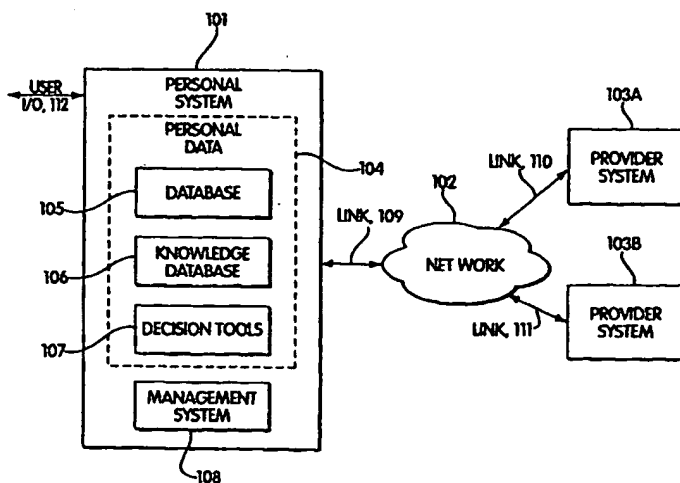 101
USER
I/O, 112
PERSONAL
SYSTEM
PERSONAL
DATA
104
DATABASE
105
KNOWLEDGE
DATABASE
106
DECISION TOOLS
107
MANAGEMENT
SYSTEM
108
LINK, 109
102
NET WORK
LINK, 110
103A
PROVIDER
SYSTEM
103B
PROVIDER
SYSTEM
LINK, 111